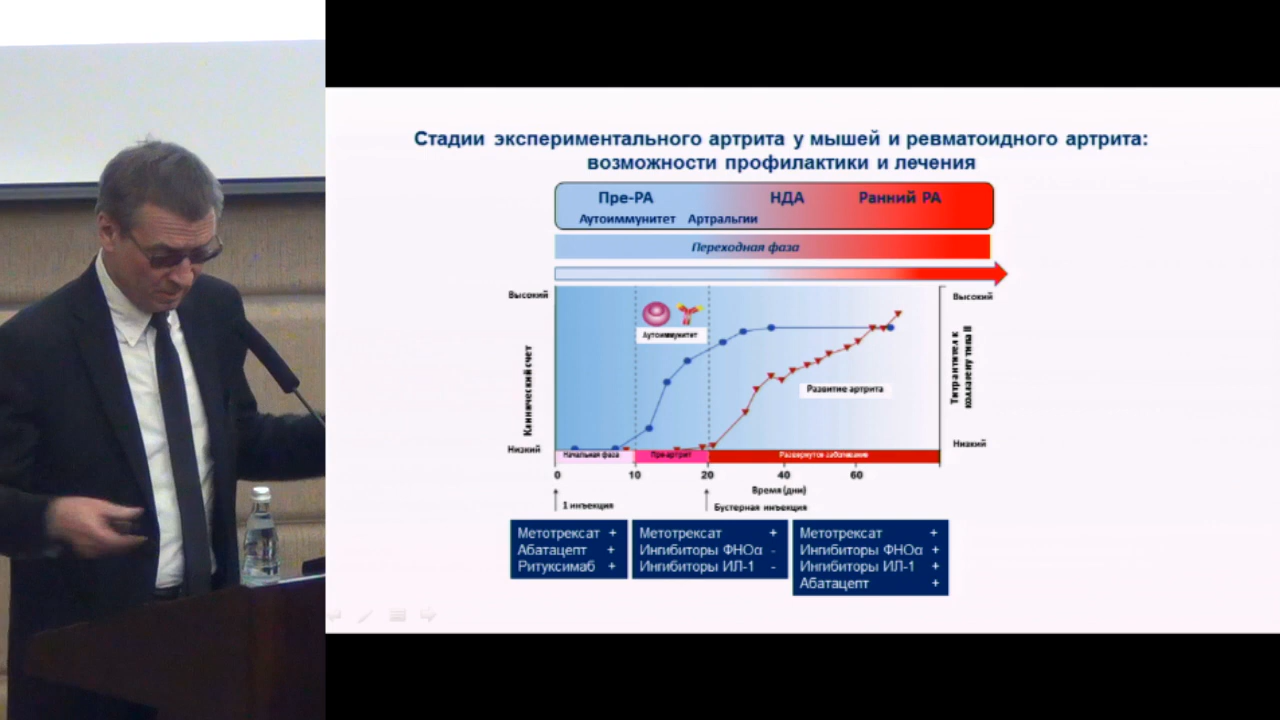 Стадии экспериментального артрита у мышей и ревматоидного артрита:
возможности профилактики и лечения
Пре-РА НДА Ранний РА
Аутоиммунитет Артралгии
Переходная фаза
Высокий
Высокий
Аутоиммунитет
Клинический счет
Титр антител к
коллагену типа II
Развитие артрита
Низкий
Низкий
Начальная фаза Пре-артрит Развернутое заболевание
0 10 20 40 60
Время (дни)
1 инъекция Бустерная инъекция
Метотрексат +
Абатацепт +
Ритуксимаб +
Метотрексат +
Ингибиторы ФНОα -
Ингибиторы ИЛ-1 -
Метотрексат +
Ингибиторы ФНОα +
Ингибиторы ИЛ-1 +
Абатацепт +